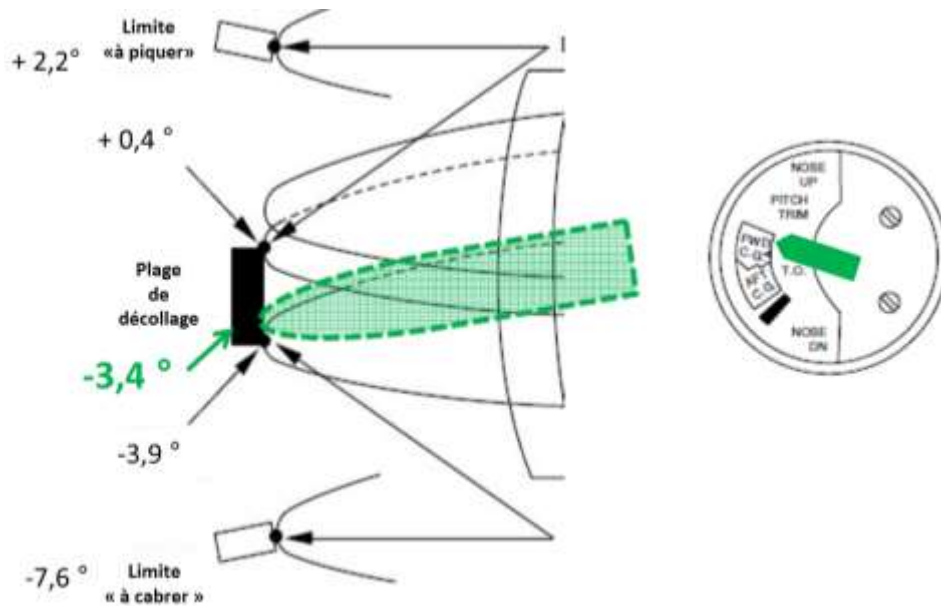 Limite
«à piquer»
+ 2,2°
+ 0,4 °
Plage
de
décollage
-3,4 °
-3,9 °
-7,6 °
Limite
« à cabrer »
NOSE
UP
PITCH
TRIM
FWD
C.G.
T.O.
AFT
C.G.
NOSE
DN